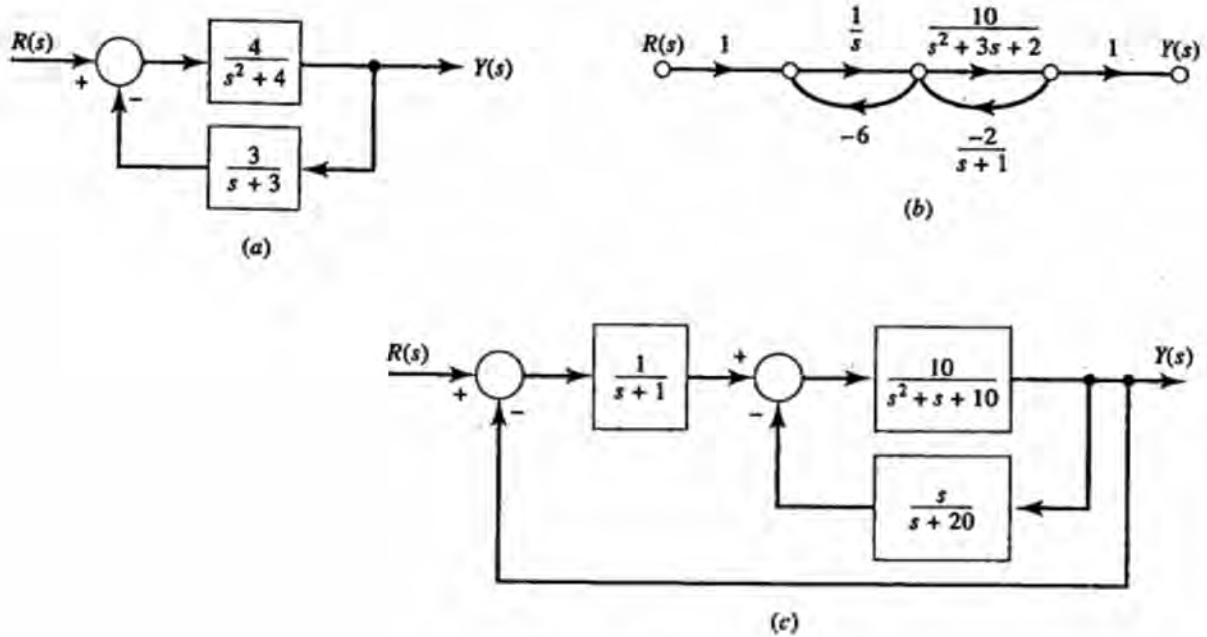 R(s)
+
−
4
s² + 4
Y(s)
3
s + 3
(a)
R(s)
1
1
s
10
s² + 3s + 2
1
Y(s)
−6
−2
s + 1
(b)
R(s)
+
−
1
s + 1
+
−
10
s² + s + 10
Y(s)
s
s + 20
(c)